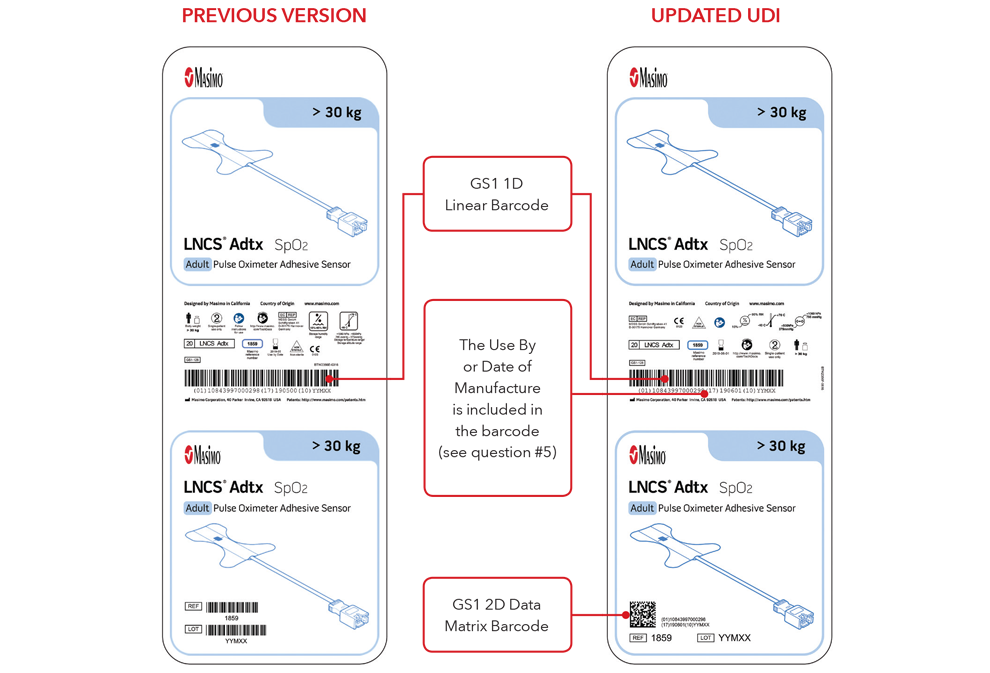 PREVIOUS VERSION
UPDATED UDI
MASIMO
> 30 kg
LNCS® Adtx SpO2
Adult Pulse Oximeter Adhesive Sensor
Designed by Masimo in California Country of Origin www.masimo.com
20 LNCS Adtx 1859
(01)10843997000298(17)190500(10)YYMXX
Masimo Corporation, 40 Parker Irvine, CA 92618 USA Patents: http://www.masimo.com/patents.htm
> 30 kg
MASIMO
LNCS® Adtx SpO2
Adult Pulse Oximeter Adhesive Sensor
REF
1859
LOT
YYMXX
GS1 1D
Linear Barcode
The Use By
or Date of
Manufacture
is included in
the barcode
(see question #5)
GS1 2D Data
Matrix Barcode
MASIMO
> 30 kg
LNCS® Adtx SpO2
Adult Pulse Oximeter Adhesive Sensor
Designed by Masimo in California Country of Origin www.masimo.com
EC REP
20 LNCS Adtx 1859
(01)10843997000298(17)190601(10)YYMXX
Masimo Corporation, 40 Parker Irvine, CA 92618 USA Patents: http://www.masimo.com/patents.htm
> 30 kg
MASIMO
LNCS® Adtx SpO2
Adult Pulse Oximeter Adhesive Sensor
(01)10843997000298
(17)190601(10)YYMXX
REF 1859 LOT YYMXX